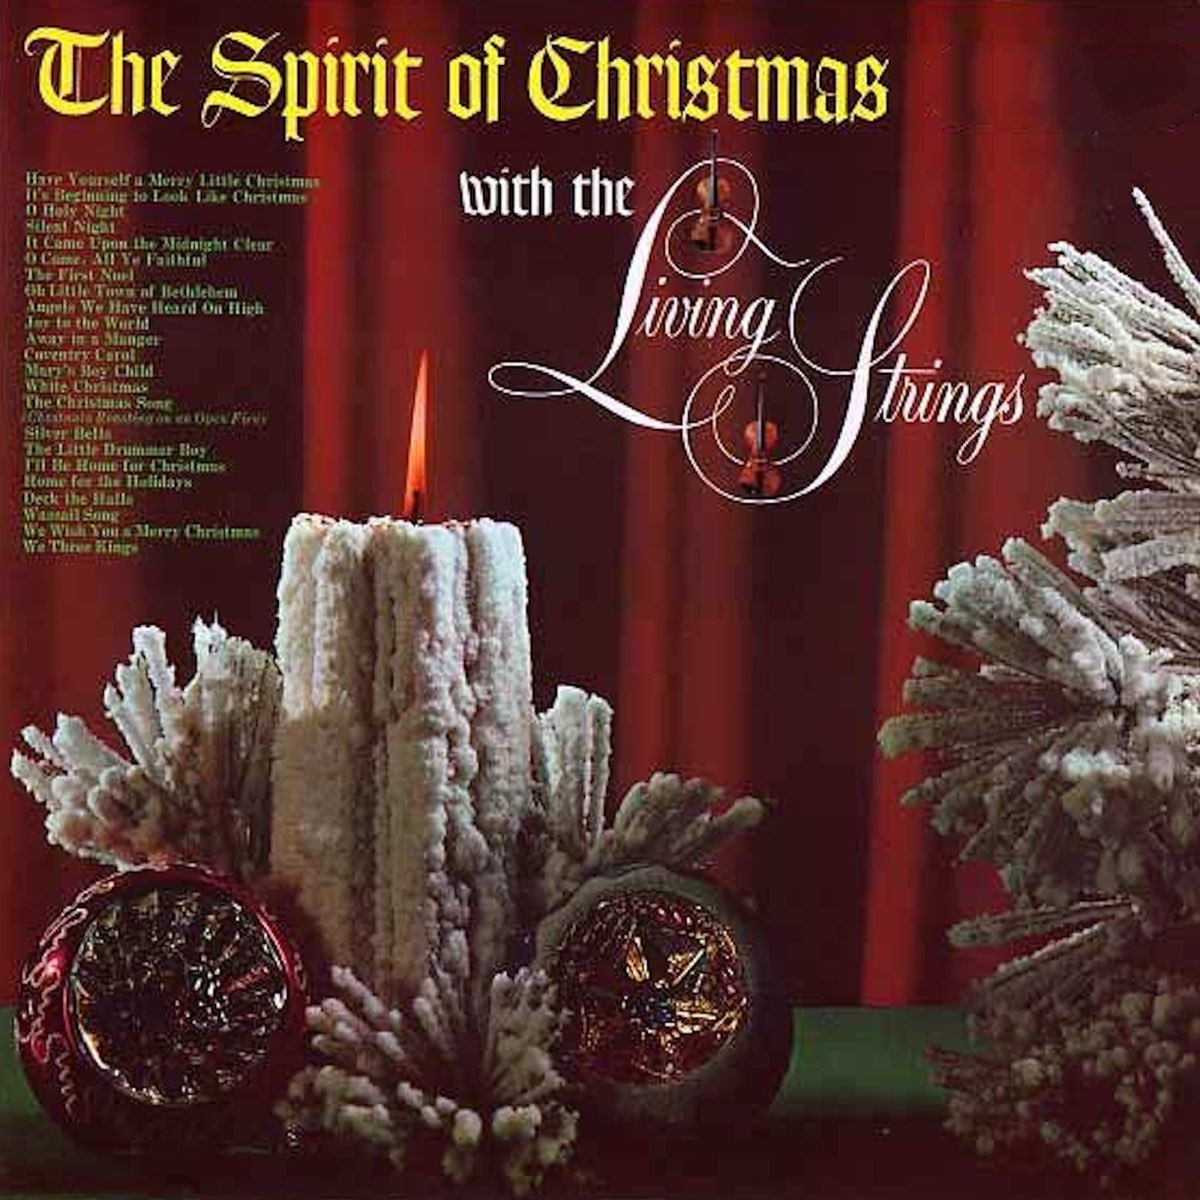 The Spirit of Christmas
with the
Living Strings
Have Yourself a Merry Little Christmas
It's Beginning to Look Like Christmas
O Holy Night
Silent Night
It Came Upon the Midnight Clear
O Come, All Ye Faithful
The First Noel
Oh Little Town of Bethlehem
Angels We Have Heard On High
Joy to the World
Away in a Manger
Coventry Carol
Mary's Boy Child
White Christmas
The Christmas Song
(Chestnuts Roasting on an Open Fire)
Silver Bells
The Little Drummer Boy
I'll Be Home for Christmas
Home for the Holidays
Deck the Halls
Wassail Song
We Wish You a Merry Christmas
We Three Kings